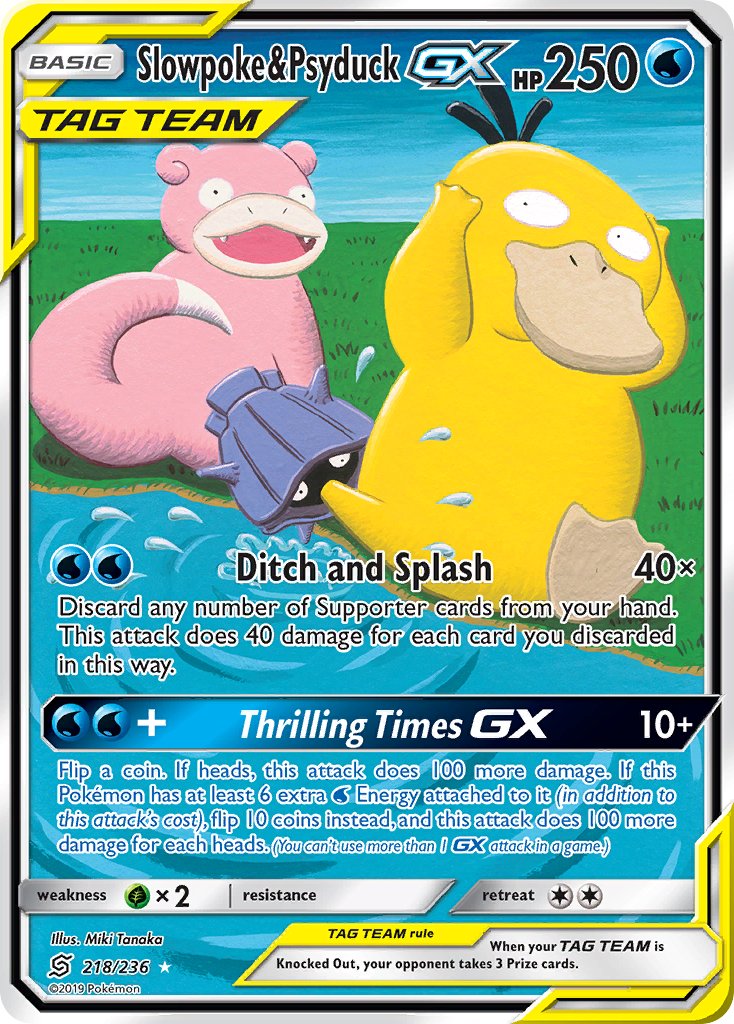 BASIC
Slowpoke&Psyduck GX HP250
TAG TEAM
Ditch and Splash 40×
Discard any number of Supporter cards from your hand.
This attack does 40 damage for each card you discarded
in this way.
+ Thrilling Times GX 10+
Flip a coin. If heads, this attack does 100 more damage. If this
Pokémon has at least 6 extra Energy attached to it (in addition to
this attack's cost), flip 10 coins instead, and this attack does 100 more
damage for each heads. (You can't use more than 1 GX attack in a game.)
weakness × 2 resistance retreat
Illus. Miki Tanaka
218/236
©2019 Pokémon
TAG TEAM rule
When your TAG TEAM is
Knocked Out, your opponent takes 3 Prize cards.